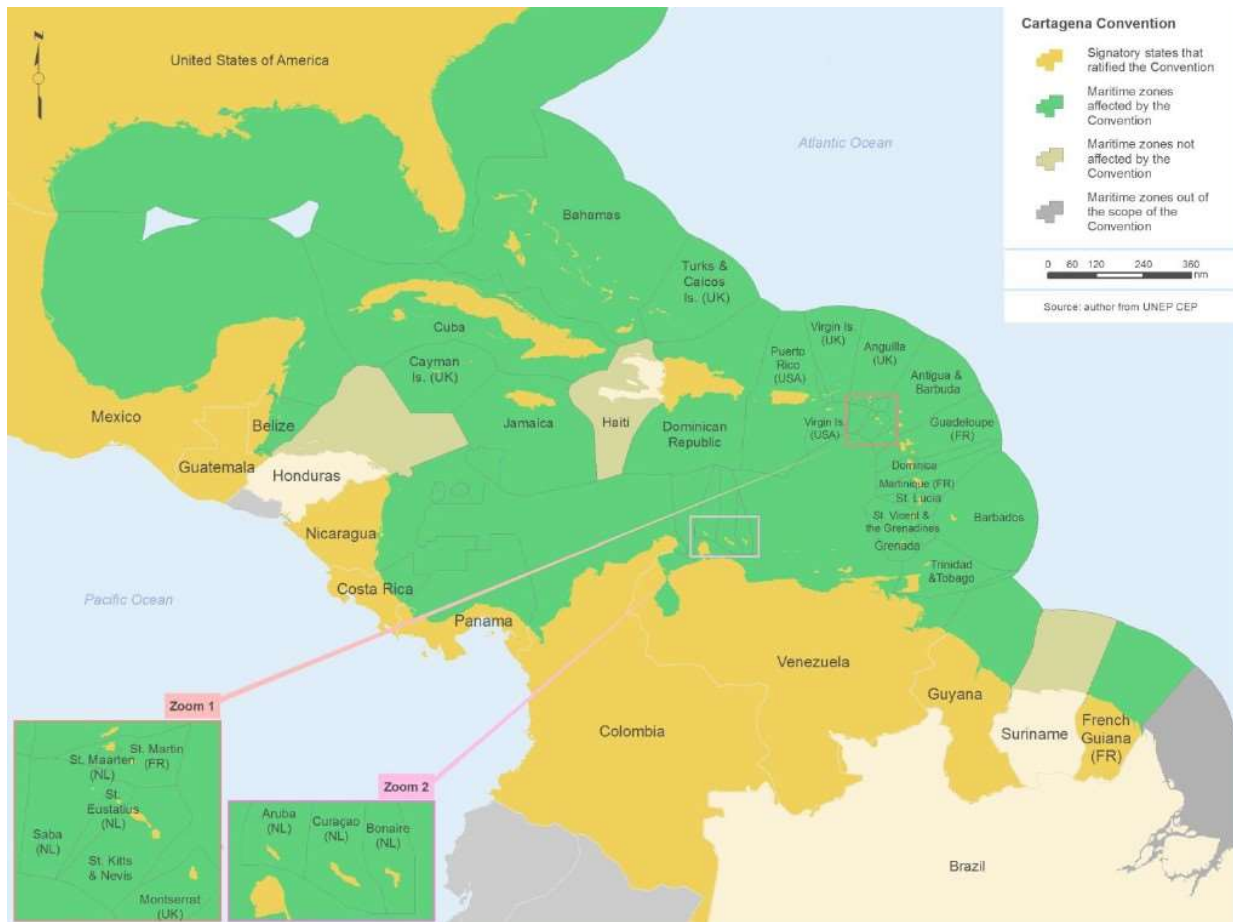 N
United States of America
Atlantic Ocean
Bahamas
Turks &
Caicos
Is. (UK)
Cuba
Cayman
Is. (UK)
Virgin Is.
(UK)
Puerto
Rico
(USA)
Anguilla
(UK)
Antigua &
Barbuda
Mexico
Belize
Jamaica
Haiti
Dominican
Republic
Virgin Is.
(USA)
Guadeloupe
(FR)
Guatemala
Honduras
Dominica
Martinique (FR)
St. Lucia
St. Vicent &
the Grenadines
Barbados
Grenada
Nicaragua
Trinidad
&Tobago
Costa Rica
Pacific Ocean
Panama
Venezuela
Guyana
Colombia
Suriname
French
Guiana
(FR)
Brazil
Zoom 1
St. Martin
(FR)
St. Maarten
(NL)
St.
Eustatius
(NL)
Saba
(NL)
St. Kitts
& Nevis
Montserrat
(UK)
Zoom 2
Aruba
(NL)
Curaçao
(NL)
Bonaire
(NL)
Cartagena Convention
Signatory states that
ratified the Convention
Maritime zones
affected by the
Convention
Maritime zones not
affected by the
Convention
Maritime zones out of
the scope of the
Convention
0 60 120 240 360
nm
Source: author from UNEP CEP